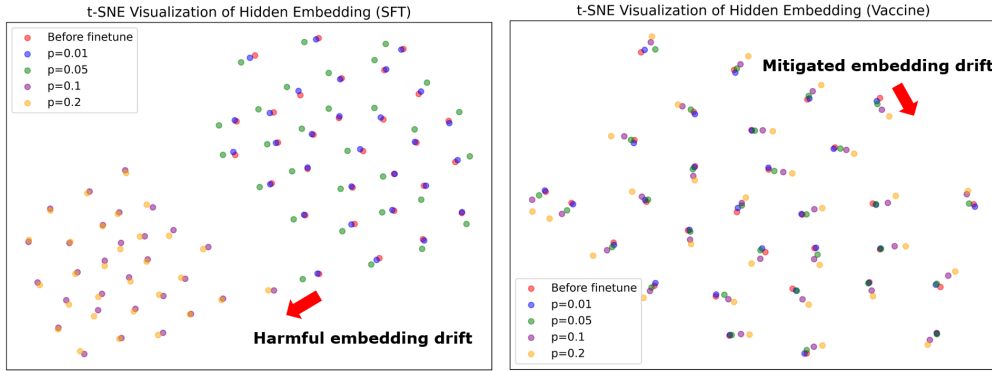 t-SNE Visualization of Hidden Embedding (SFT)
Before finetune
p=0.01
p=0.05
p=0.1
p=0.2
Harmful embedding drift
t-SNE Visualization of Hidden Embedding (Vaccine)
Mitigated embedding drift
Before finetune
p=0.01
p=0.05
p=0.1
p=0.2